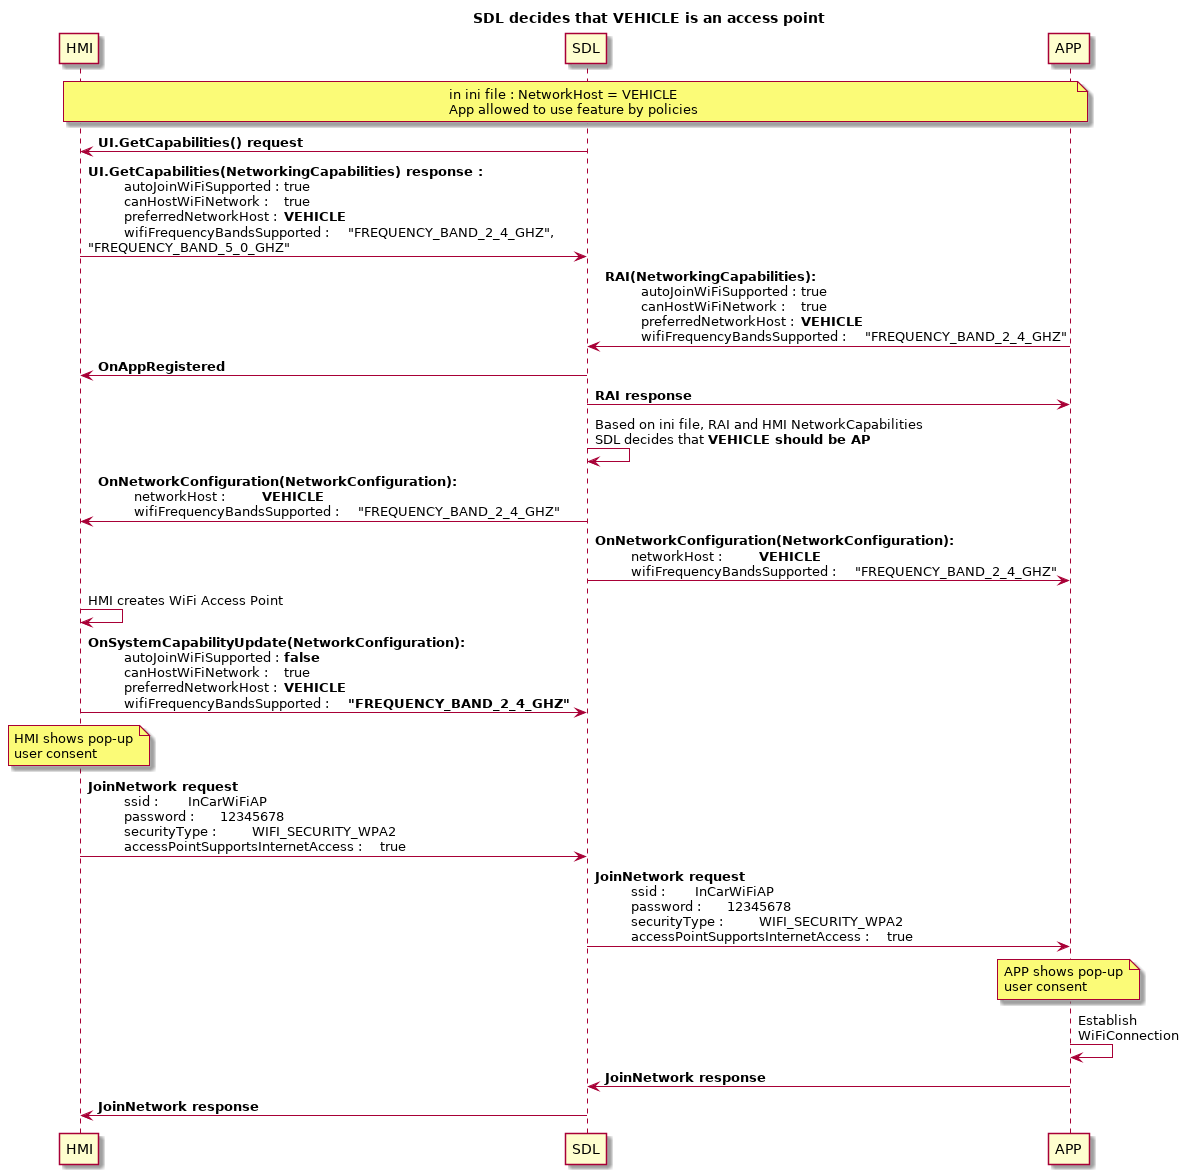 SDL decides that VEHICLE is an access point
HMI SDL APP
in ini file : NetworkHost = VEHICLE
App allowed to use feature by policies
UI.GetCapabilities() request
UI.GetCapabilities(NetworkingCapabilities) response :
autoJoinWiFiSupported : true
canHostWiFiNetwork : true
preferredNetworkHost : VEHICLE
wifiFrequencyBandsSupported : "FREQUENCY_BAND_2_4_GHZ",
"FREQUENCY_BAND_5_0_GHZ"
RAI(NetworkingCapabilities):
autoJoinWiFiSupported : true
canHostWiFiNetwork : true
preferredNetworkHost : VEHICLE
wifiFrequencyBandsSupported : "FREQUENCY_BAND_2_4_GHZ"
OnAppRegistered
RAI response
Based on ini file, RAI and HMI NetworkCapabilities
SDL decides that VEHICLE should be AP
OnNetworkConfiguration(NetworkConfiguration):
networkHost : VEHICLE
wifiFrequencyBandsSupported : "FREQUENCY_BAND_2_4_GHZ"
OnNetworkConfiguration(NetworkConfiguration):
networkHost : VEHICLE
wifiFrequencyBandsSupported : "FREQUENCY_BAND_2_4_GHZ"
HMI creates WiFi Access Point
OnSystemCapabilityUpdate(NetworkConfiguration):
autoJoinWiFiSupported : false
canHostWiFiNetwork : true
preferredNetworkHost : VEHICLE
wifiFrequencyBandsSupported : "FREQUENCY_BAND_2_4_GHZ"
HMI shows pop-up
user consent
JoinNetwork request
ssid : InCarWiFiAP
password : 12345678
securityType : WIFI_SECURITY_WPA2
accessPointSupportsInternetAccess : true
JoinNetwork request
ssid : InCarWiFiAP
password : 12345678
securityType : WIFI_SECURITY_WPA2
accessPointSupportsInternetAccess : true
APP shows pop-up
user consent
Establish
WiFiConnection
JoinNetwork response
JoinNetwork response
HMI SDL APP